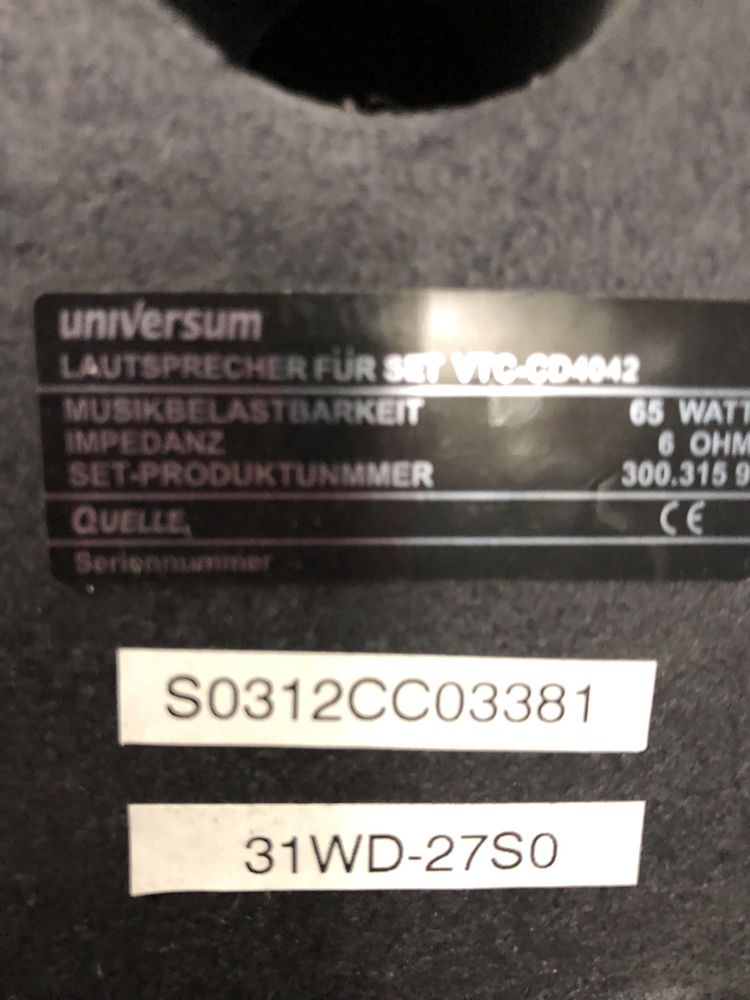 universum
LAUTSPRECHER FÜR SET VTC-CD4042
MUSIKBELASTBARKEIT 65 WATT
IMPEDANZ 6 OHM
SET-PRODUKTUNMMER 300.315 9
QUELLE CE
Seriennummer
S0312CC03381
31WD-27S0